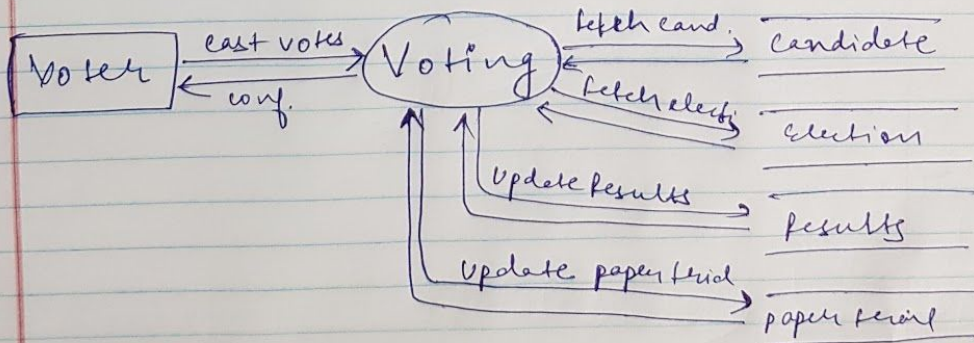 fetch cand.
Candidate
cast votes
Voting
Voter
conf.
fetch electi.
Election
Update Results
Results
Update paper trial
paper trail